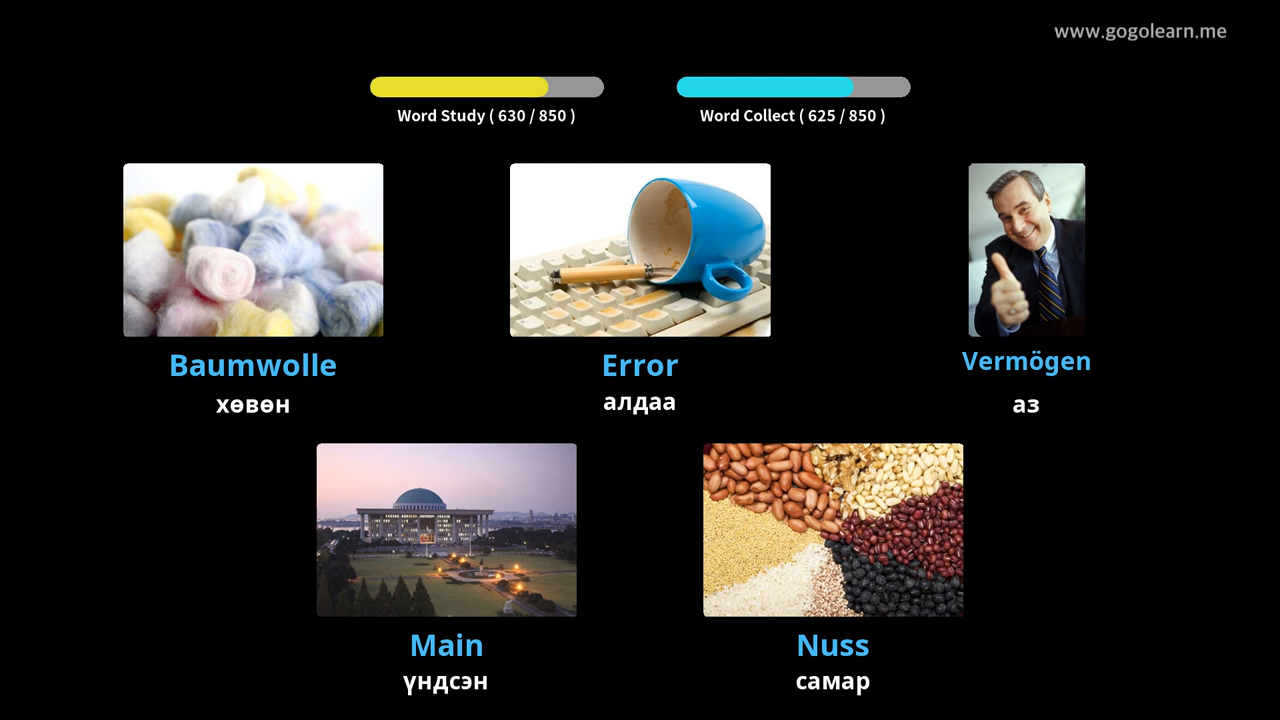 www.gogolearn.me
Word Study ( 630 / 850 )
Word Collect ( 625 / 850 )
Baumwolle
хөвөн
Error
алдаа
Vermögen
аз
Main
үндсэн
Nuss
самар